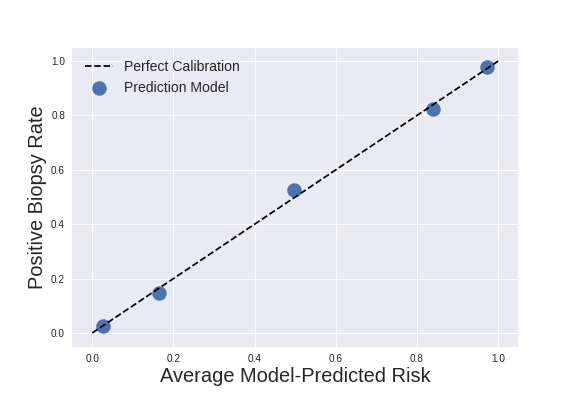 Perfect Calibration
Prediction Model
Positive Biopsy Rate
1.0
0.8
0.6
0.4
0.2
0.0
0.0 0.2 0.4 0.6 0.8 1.0
Average Model-Predicted Risk